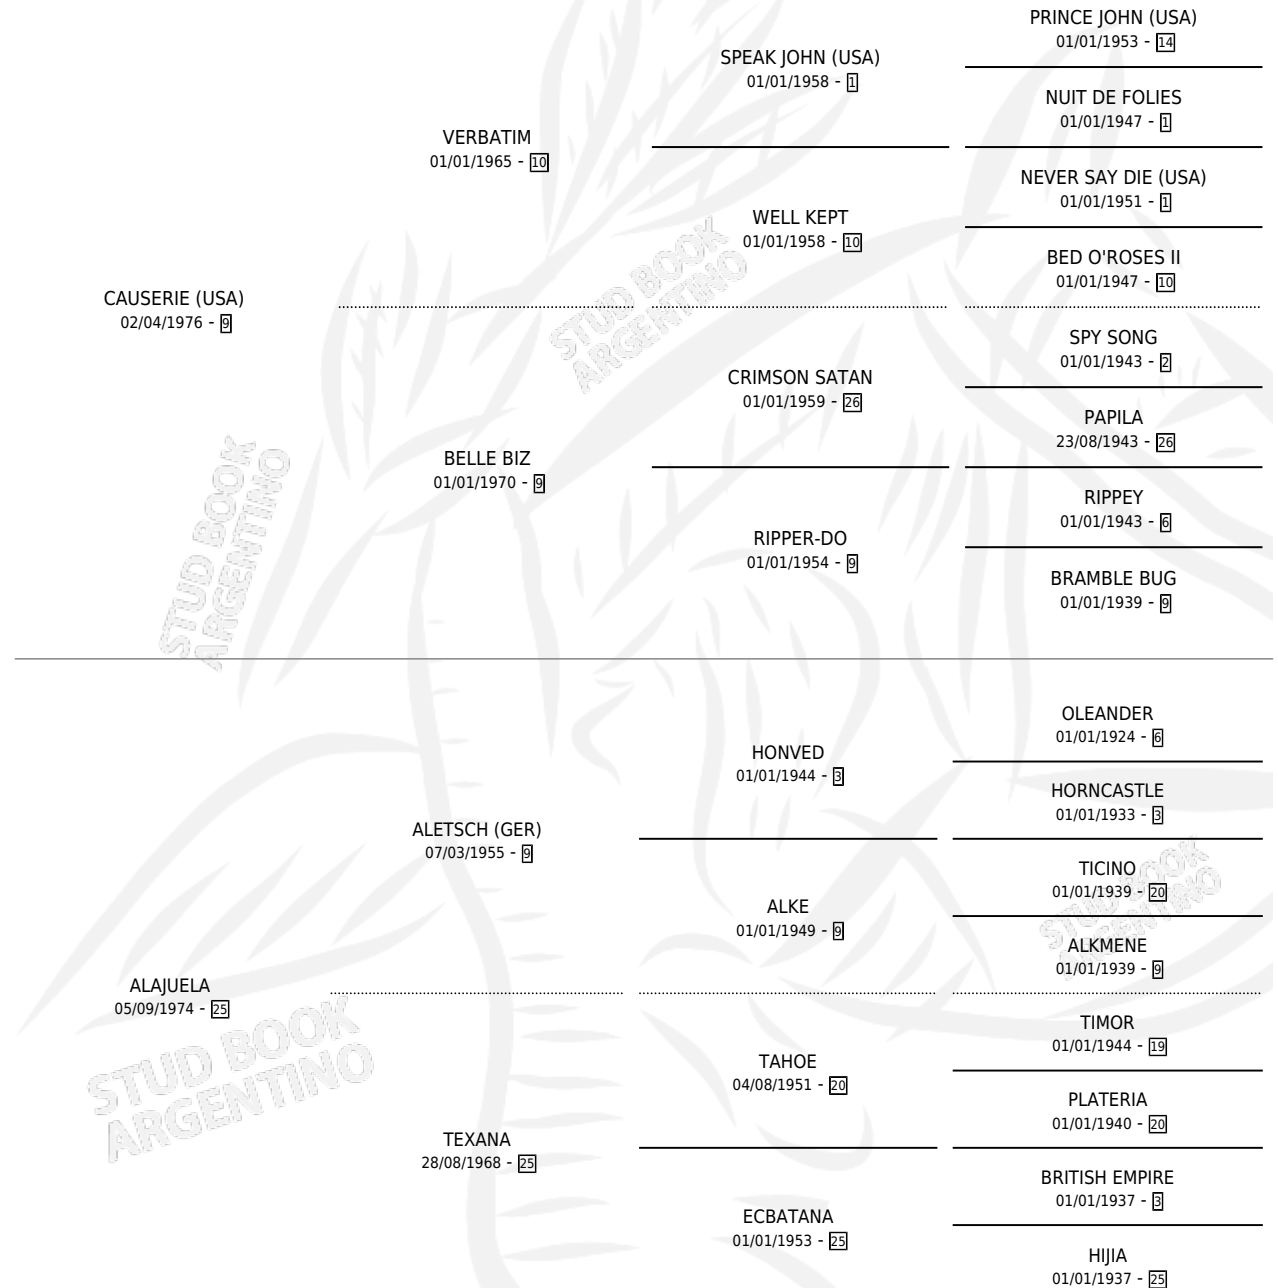 PRINCE JOHN (USA)
01/01/1953 - 14
SPEAK JOHN (USA)
01/01/1958 - 1
NUIT DE FOLIES
01/01/1947 - 1
VERBATIM
01/01/1965 - 10
NEVER SAY DIE (USA)
01/01/1951 - 1
WELL KEPT
01/01/1958 - 10
BED O'ROSES II
01/01/1947 - 10
CAUSERIE (USA)
02/04/1976 - 9
SPY SONG
01/01/1943 - 2
CRIMSON SATAN
01/01/1959 - 26
PAPILA
23/08/1943 - 26
BELLE BIZ
01/01/1970 - 9
RIPPEY
01/01/1943 - 6
RIPPER-DO
01/01/1954 - 9
BRAMBLE BUG
01/01/1939 - 9
OLEANDER
01/01/1924 - 6
HONVED
01/01/1944 - 3
HORNCASTLE
01/01/1933 - 3
ALETSCH (GER)
07/03/1955 - 9
TICINO
01/01/1939 - 20
ALKE
01/01/1949 - 9
ALKMENE
01/01/1939 - 9
ALAJUELA
05/09/1974 - 25
TIMOR
01/01/1944 - 19
TAHOE
04/08/1951 - 20
PLATERIA
01/01/1940 - 20
TEXANA
28/08/1968 - 25
BRITISH EMPIRE
01/01/1937 - 3
ECBATANA
01/01/1953 - 25
HIJIA
01/01/1937 - 25
STUD BOOK
ARGENTINO
STUD BOOK
ARGENTINO
STUD BOOK
ARGENTINO
STUD BOOK
ARGENTINO